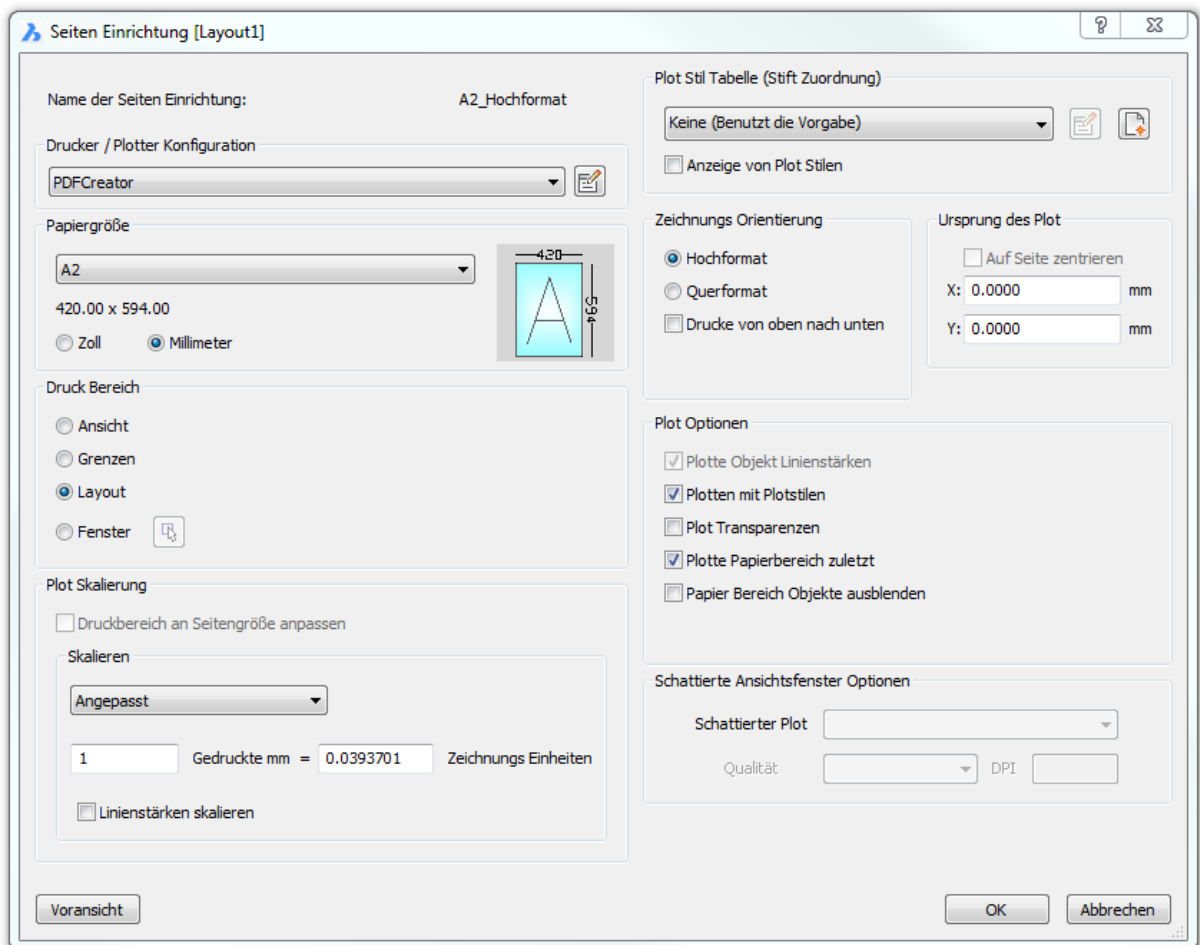 Seiten Einrichtung [Layout1]
Name der Seiten Einrichtung: A2_Hochformat
Drucker / Plotter Konfiguration
PDFCreator
Papiergröße
A2
420.00 x 594.00
Zoll Millimeter
420
594
A
Druck Bereich
Ansicht
Grenzen
Layout
Fenster
Plot Skalierung
Druckbereich an Seitengröße anpassen
Skalieren
Angepasst
1 Gedruckte mm = 0.0393701 Zeichnungs Einheiten
Linienstärken skalieren
Plot Stil Tabelle (Stift Zuordnung)
Keine (Benutzt die Vorgabe)
Anzeige von Plot Stilen
Zeichnungs Orientierung
Hochformat
Querformat
Drucke von oben nach unten
Ursprung des Plot
Auf Seite zentrieren
X: 0.0000 mm
Y: 0.0000 mm
Plot Optionen
Plotte Objekt Linienstärken
Plotten mit Plotstilen
Plot Transparenzen
Plotte Papierbereich zuletzt
Papier Bereich Objekte ausblenden
Schattierte Ansichtsfenster Optionen
Schattierter Plot
Qualität DPI
Voransicht OK Abbrechen